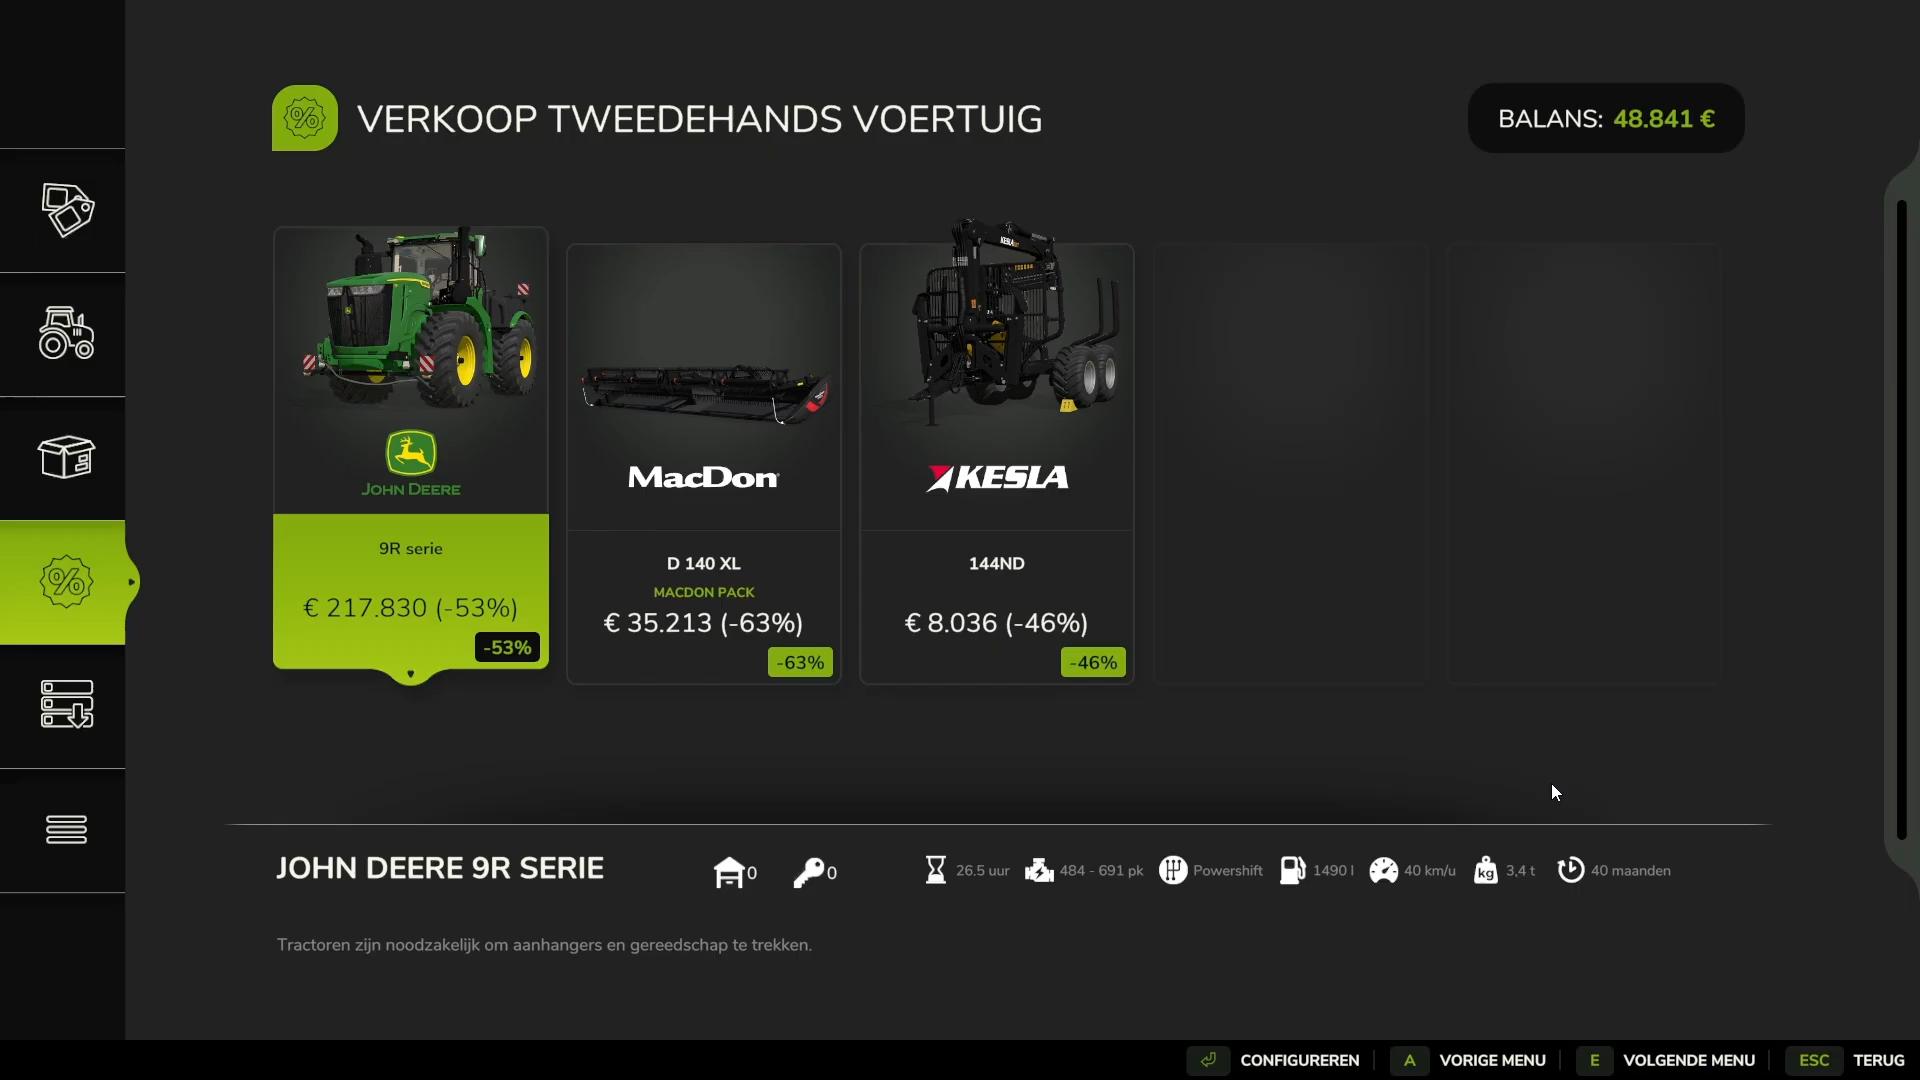 VERKOOP TWEEDEHANDS VOERTUIG
BALANS: 48.841 €
JOHN DEERE
9R serie
€ 217.830 (-53%)
-53%
MacDon
D 140 XL
MACDON PACK
€ 35.213 (-63%)
-63%
KESLA
144ND
€ 8.036 (-46%)
-46%
JOHN DEERE 9R SERIE
0
0
26.5 uur
484 - 691 pk
Powershift
1490 l
40 km/u
kg
3,4 t
40 maanden
Tractoren zijn noodzakelijk om aanhangers en gereedschap te trekken.
CONFIGUREREN
A VORIGE MENU
E VOLGENDE MENU
ESC TERUG